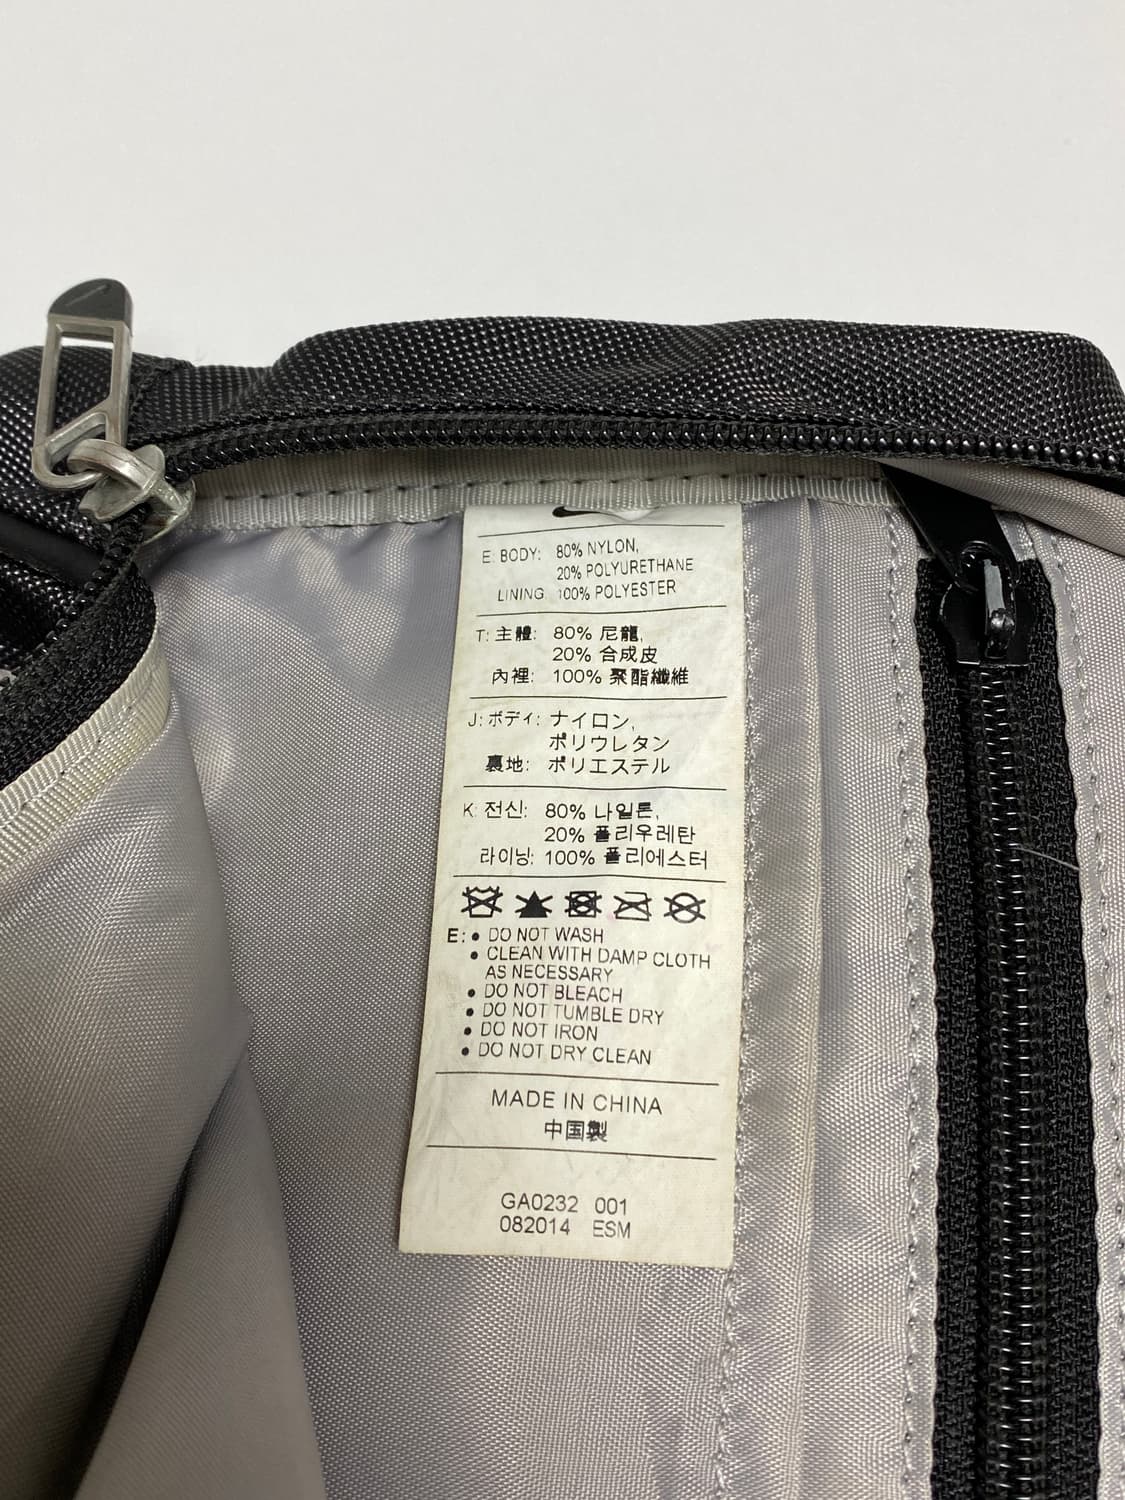 E: BODY: 80% NYLON,
20% POLYURETHANE
LINING 100% POLYESTER
T: 主體: 80% 尼龍,
20% 合成皮
內裡: 100% 聚酯纖維
J: ボディ: ナイロン,
ポリウレタン
裏地: ポリエステル
K: 전신: 80% 나일론,
20% 폴리우레탄
라이닝: 100% 폴리에스터
E: • DO NOT WASH
• CLEAN WITH DAMP CLOTH
AS NECESSARY
• DO NOT BLEACH
• DO NOT TUMBLE DRY
• DO NOT IRON
• DO NOT DRY CLEAN
MADE IN CHINA
中国製
GA0232 001
082014 ESM